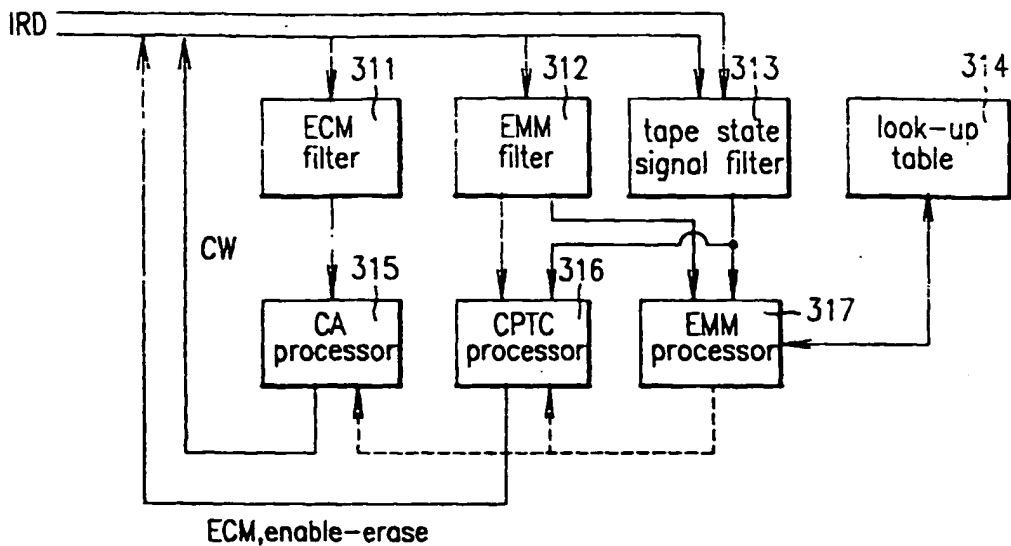 IRD
311
312
313
314
ECM
filter
EMM
filter
tape state
signal filter
look-up
table
CW
315
316
317
CA
processor
CPTC
processor
EMM
processor
ECM,enable-erase